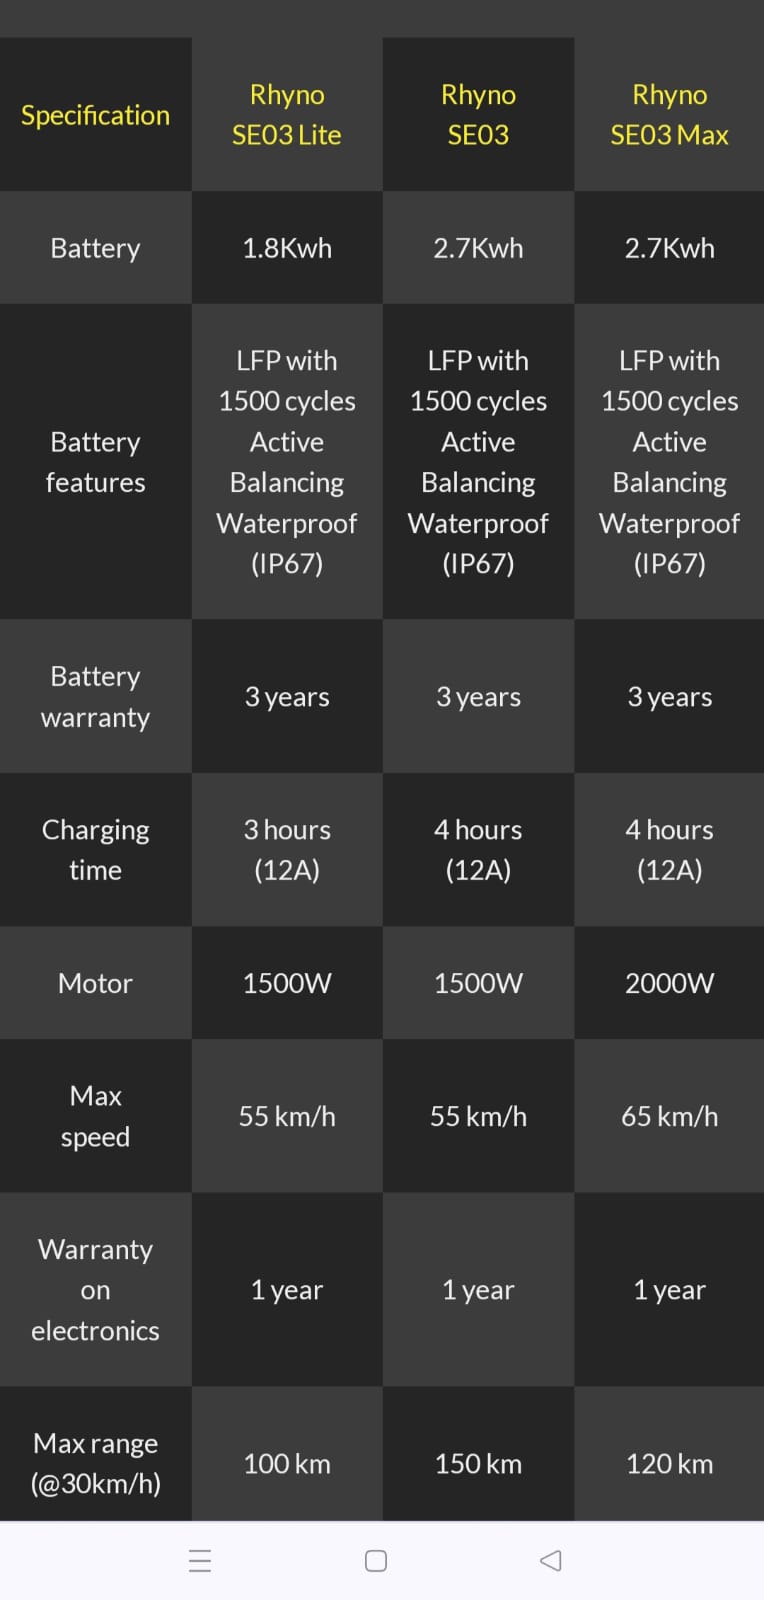 Specification
Rhyno
SE03 Lite
Rhyno
SE03
Rhyno
SE03 Max
Battery
1.8Kwh
2.7Kwh
2.7Kwh
Battery
features
LFP with
1500 cycles
Active
Balancing
Waterproof
(IP67)
LFP with
1500 cycles
Active
Balancing
Waterproof
(IP67)
LFP with
1500 cycles
Active
Balancing
Waterproof
(IP67)
Battery
warranty
3 years
3 years
3 years
Charging
time
3 hours
(12A)
4 hours
(12A)
4 hours
(12A)
Motor
1500W
1500W
2000W
Max
speed
55 km/h
55 km/h
65 km/h
Warranty
on
electronics
1 year
1 year
1 year
Max range
(@30km/h)
100 km
150 km
120 km